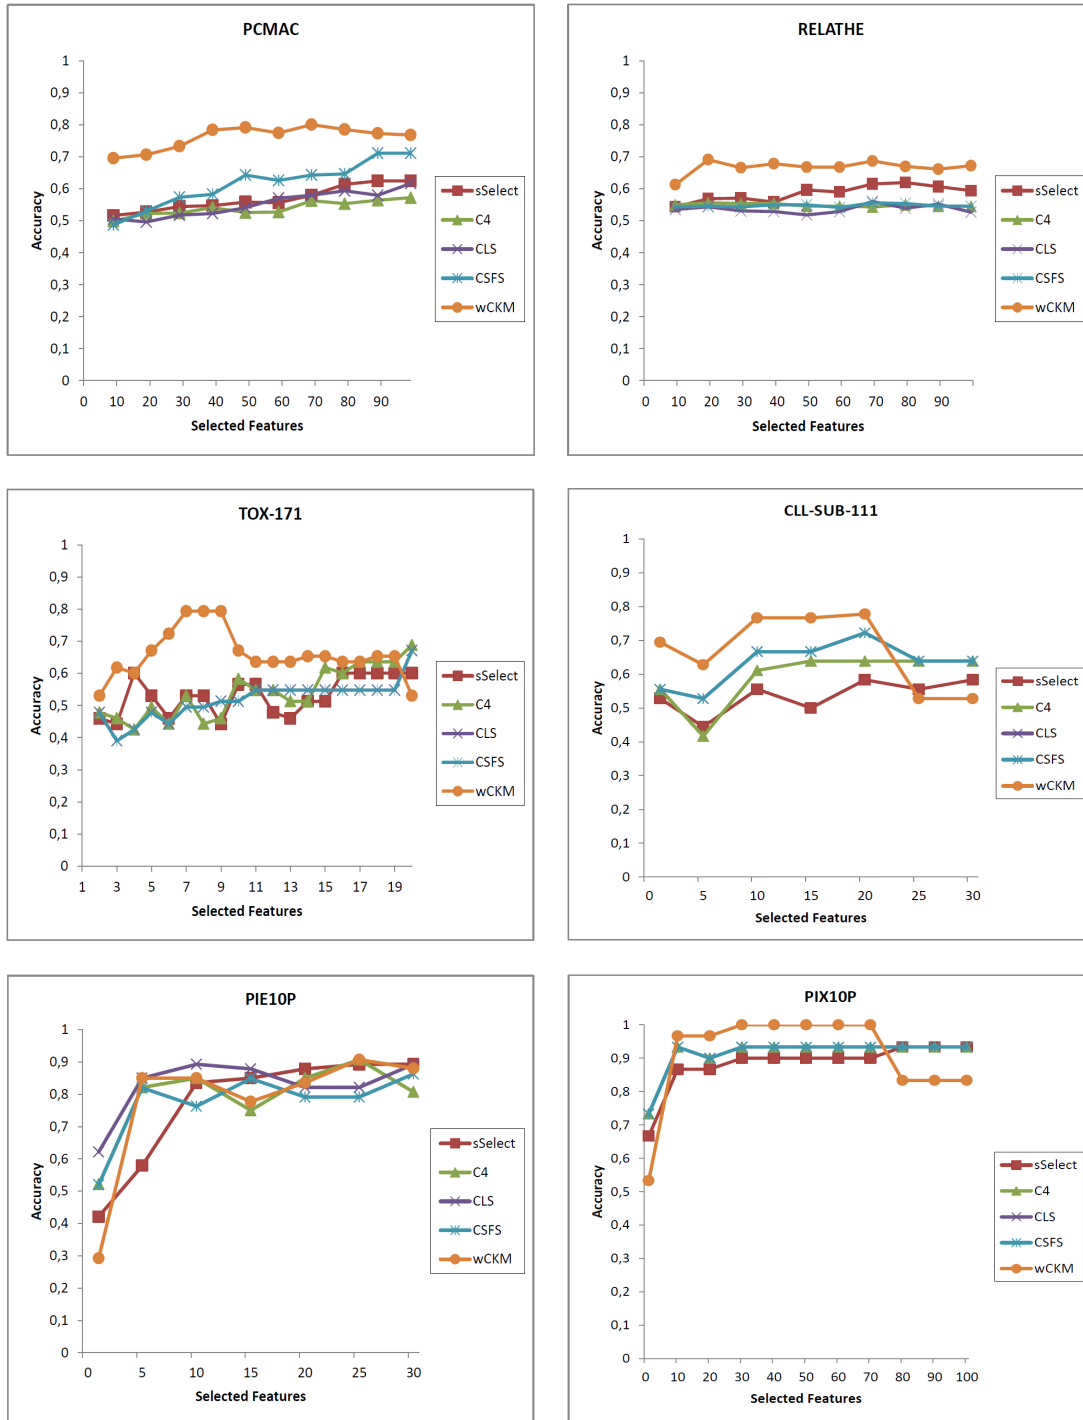 PCMAC
1
0,9
0,8
0,7
0,6
0,5
0,4
0,3
0,2
0,1
0
Accuracy
0 10 20 30 40 50 60 70 80 90
Selected Features
sSelect
C4
CLS
CSFS
wCKM
RELATHE
1
0,9
0,8
0,7
0,6
0,5
0,4
0,3
0,2
0,1
0
Accuracy
0 10 20 30 40 50 60 70 80 90
Selected Features
sSelect
C4
CLS
CSFS
wCKM
TOX-171
1
0,9
0,8
0,7
0,6
0,5
0,4
0,3
0,2
0,1
0
Accuracy
1 3 5 7 9 11 13 15 17 19
Selected Features
sSelect
C4
CLS
CSFS
wCKM
CLL-SUB-111
1
0,9
0,8
0,7
0,6
0,5
0,4
0,3
0,2
0,1
0
Accuracy
0 5 10 15 20 25 30
Selected Features
sSelect
C4
CLS
CSFS
wCKM
PIE10P
1
0,9
0,8
0,7
0,6
0,5
0,4
0,3
0,2
0,1
0
Accuracy
0 5 10 15 20 25 30
Selected Features
sSelect
C4
CLS
CSFS
wCKM
PIX10P
1
0,9
0,8
0,7
0,6
0,5
0,4
0,3
0,2
0,1
0
Accuracy
0 10 20 30 40 50 60 70 80 90 100
Selected Features
sSelect
C4
CLS
CSFS
wCKM